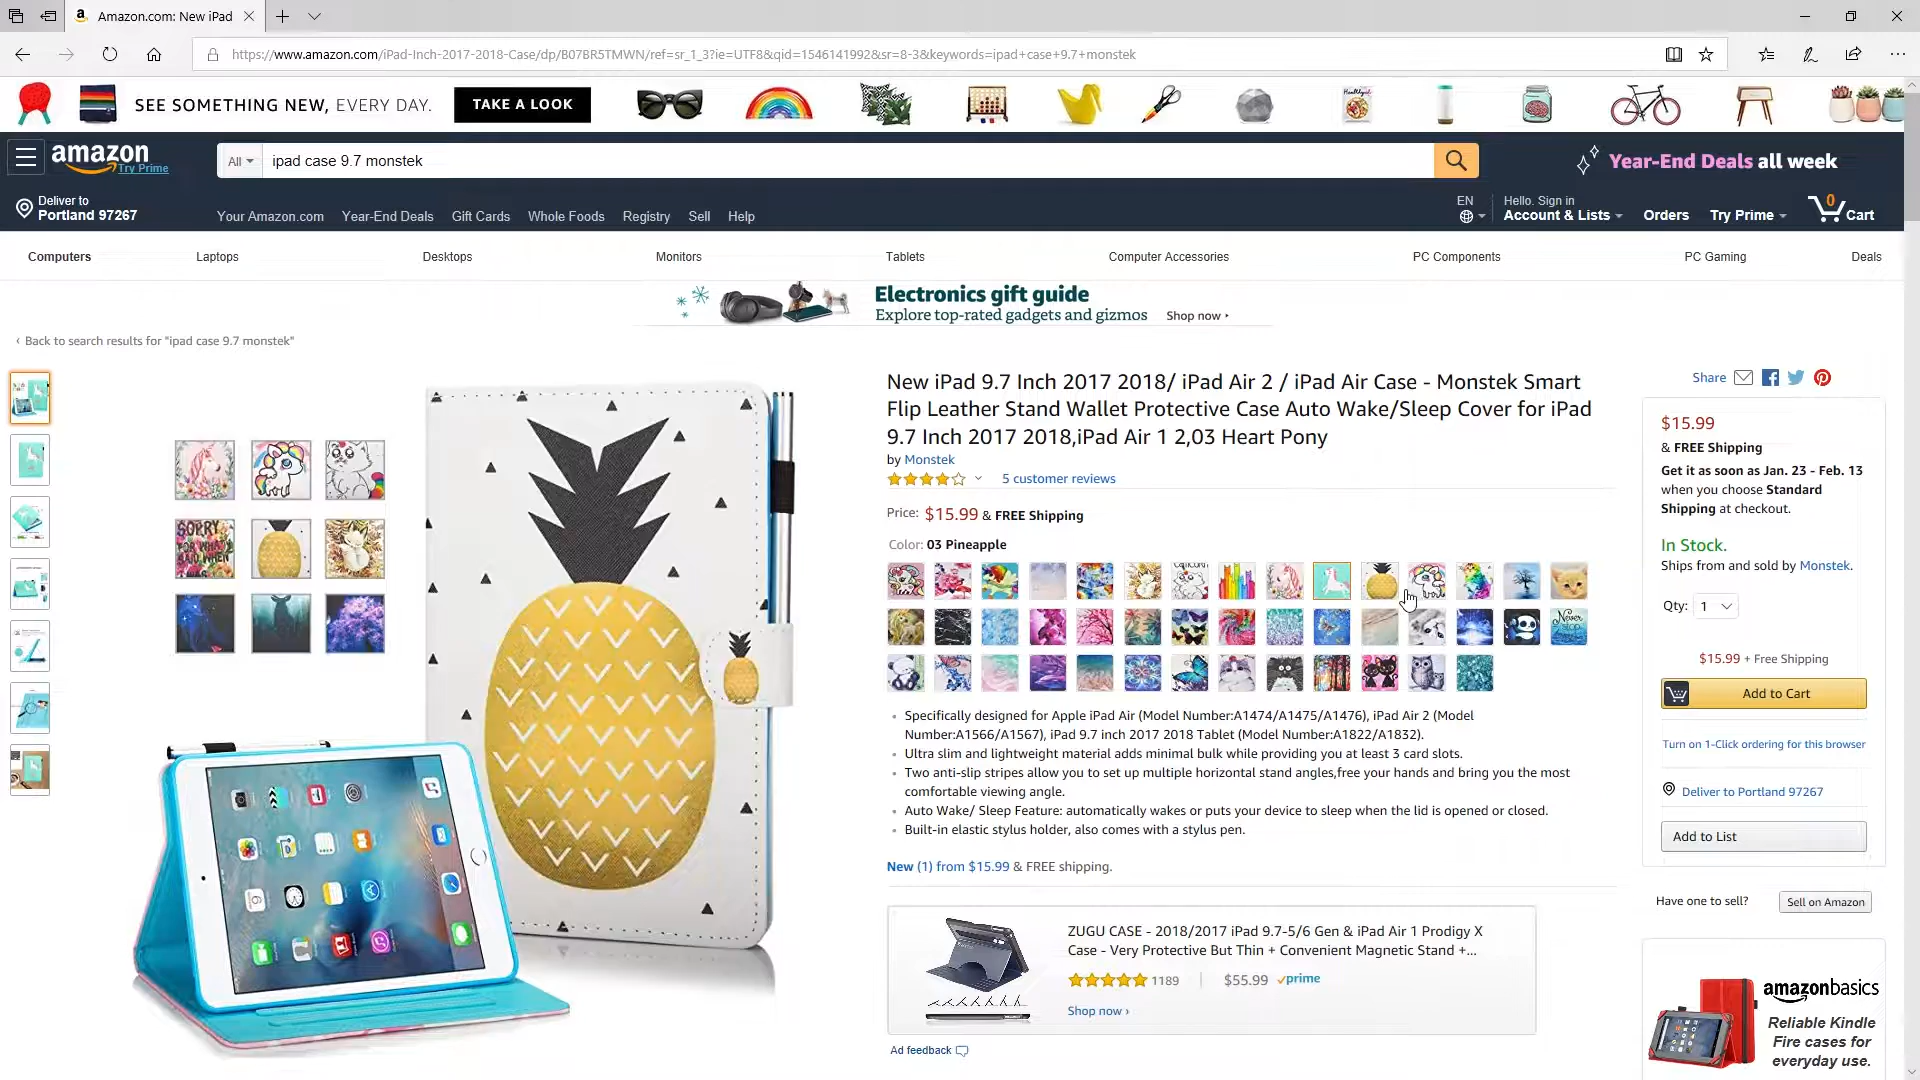 Amazon.com: New iPad
https://www.amazon.com/iPad-Inch-2017-2018-Case/dp/B07BR5TMWN/ref=sr_1_3?ie=UTF8&qid=1546141992&sr=8-3&keywords=ipad+case+9.7+monstek
SEE SOMETHING NEW, EVERY DAY.
TAKE A LOOK
amazon
Try Prime
All
ipad case 9.7 monstek
Year-End Deals all week
Deliver to
Portland 97267
Your Amazon.com
Year-End Deals
Gift Cards
Whole Foods
Registry
Sell
Help
EN
Hello. Sign in
Account & Lists
Orders
Try Prime
0
Cart
Computers
Laptops
Desktops
Monitors
Tablets
Computer Accessories
PC Components
PC Gaming
Deals
Electronics gift guide
Explore top-rated gadgets and gizmos
Shop now
‹ Back to search results for "ipad case 9.7 monstek"
SORRY
FOR WHAT
New iPad 9.7 Inch 2017 2018/ iPad Air 2 / iPad Air Case - Monstek Smart
Flip Leather Stand Wallet Protective Case Auto Wake/Sleep Cover for iPad
9.7 Inch 2017 2018,iPad Air 1 2,03 Heart Pony
by Monstek
5 customer reviews
Price: $15.99 & FREE Shipping
Color: 03 Pineapple
Never
Specifically designed for Apple iPad Air (Model Number:A1474/A1475/A1476), iPad Air 2 (Model
Number:A1566/A1567), iPad 9.7 inch 2017 2018 Tablet (Model Number:A1822/A1832).
Ultra slim and lightweight material adds minimal bulk while providing you at least 3 card slots.
Two anti-slip stripes allow you to set up multiple horizontal stand angles,free your hands and bring you the most
comfortable viewing angle.
Auto Wake/ Sleep Feature: automatically wakes or puts your device to sleep when the lid is opened or closed.
Built-in elastic stylus holder, also comes with a stylus pen.
New (1) from $15.99 & FREE shipping.
ZUGU CASE - 2018/2017 iPad 9.7-5/6 Gen & iPad Air 1 Prodigy X
Case - Very Protective But Thin + Convenient Magnetic Stand +...
1189
$55.99
prime
Shop now ›
Ad feedback
Share
$15.99
& FREE Shipping
Get it as soon as Jan. 23 - Feb. 13
when you choose Standard
Shipping at checkout.
In Stock.
Ships from and sold by Monstek.
Qty: 1
$15.99 + Free Shipping
Add to Cart
Turn on 1-Click ordering for this browser
Deliver to Portland 97267
Add to List
Have one to sell?
Sell on Amazon
amazonbasics
Reliable Kindle
Fire cases for
everyday use.